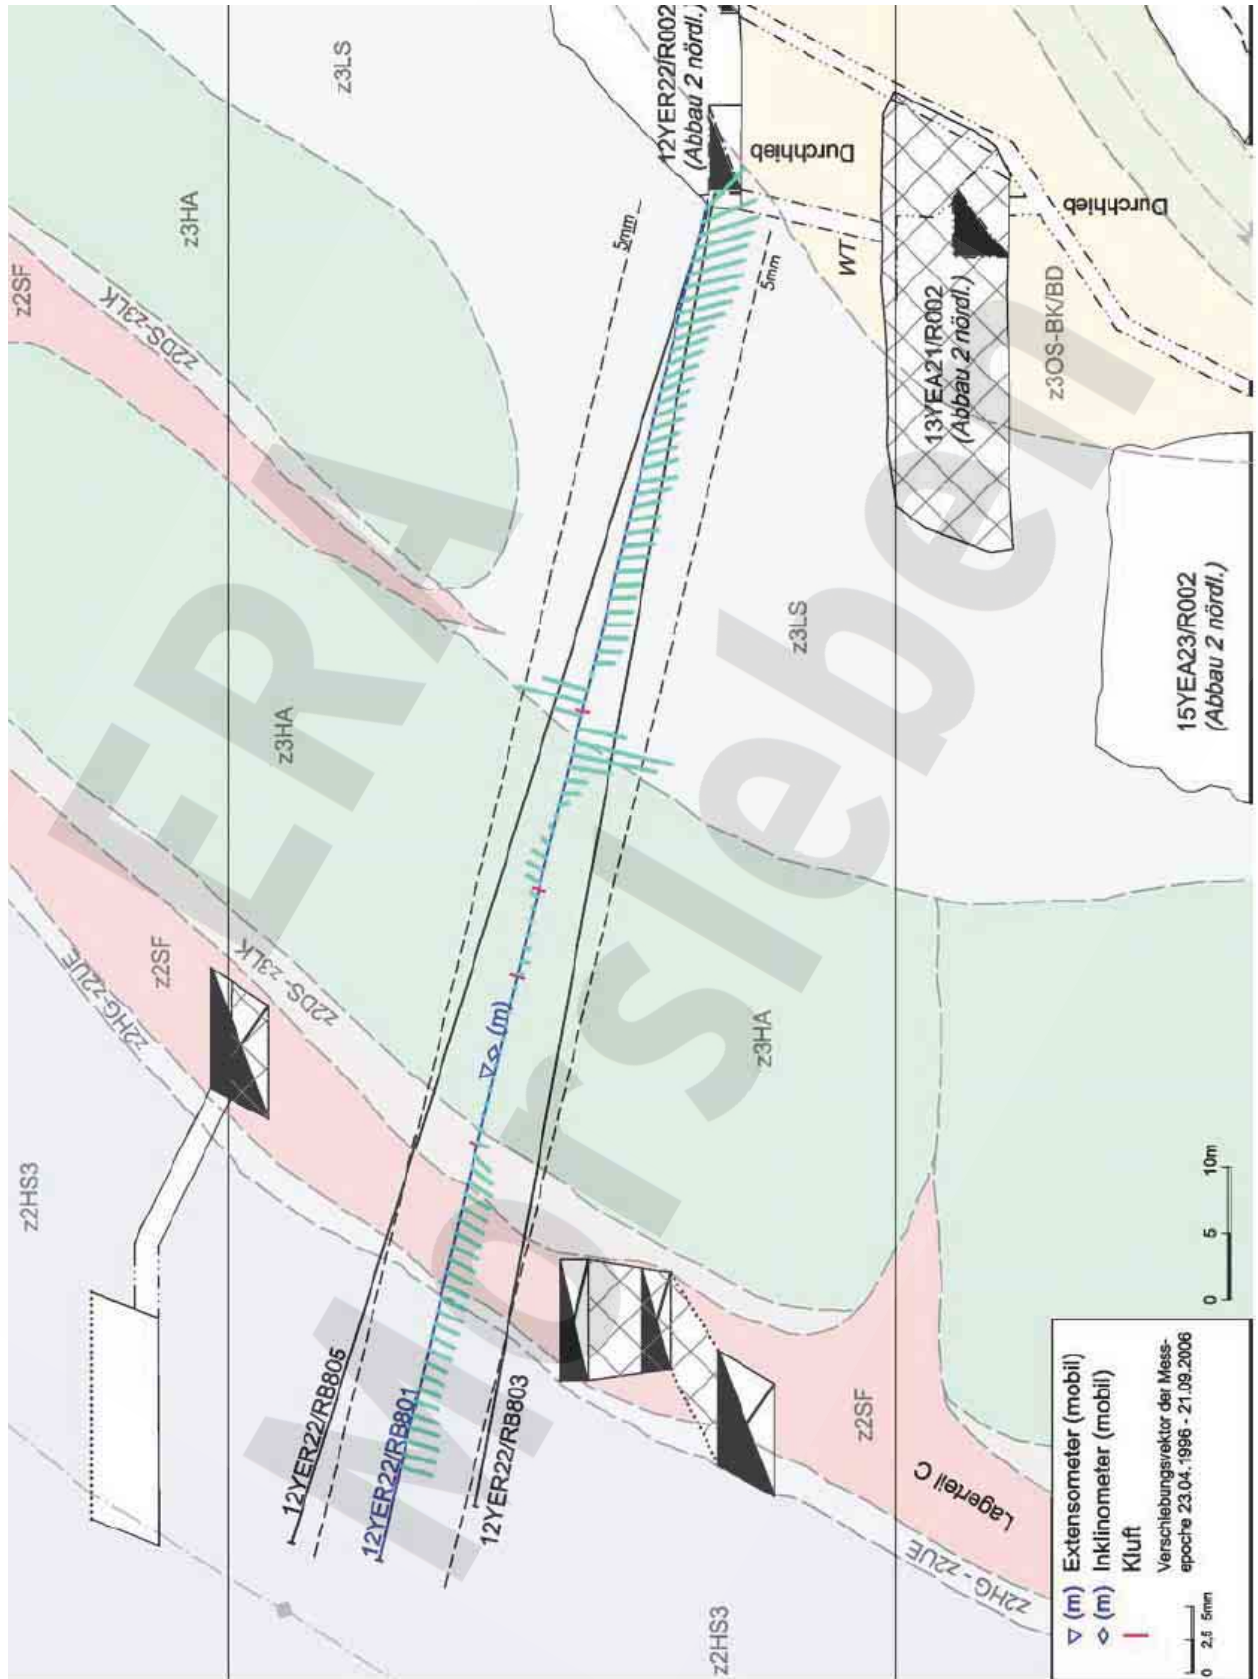 z3LS
12YER22/R002
(Abbau 2 nördl.)
z3HA
z2SF
z2DS-z3LK
Durchhieb
5mm
5mm
WT
Durchhieb
13YEA21/R002
(Abbau 2 nördl.)
z3OS-BK/BD
z3HA
z3LS
15YEA23/R002
(Abbau 2 nördl.)
z2SF
z2HG-z2UE
z2DS-z3LK
(m)
z3HA
z2HS3
12YER22/RB805
12YER22/RB801
12YER22/RB803
z2SF
Lagerteil C
z2HG - z2UE
z2HS3
0 5 10m
(m) Extensometer (mobil)
(m) Inklinometer (mobil)
Kluft
Verschiebungsvektor der Mess-
epoche 23.04.1996 - 21.09.2006
0 2,5 5mm
ERA
Morsleben